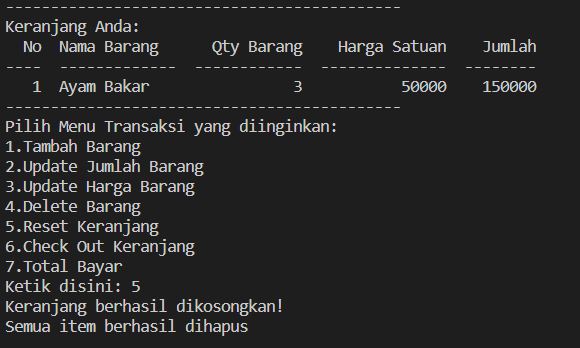 --------------------------------------------
Keranjang Anda:
  No  Nama Barang      Qty Barang    Harga Satuan    Jumlah
----  -------------  ------------  --------------  --------
   1  Ayam Bakar                3           50000    150000
--------------------------------------------
Pilih Menu Transaksi yang diinginkan:
1.Tambah Barang
2.Update Jumlah Barang
3.Update Harga Barang
4.Delete Barang
5.Reset Keranjang
6.Check Out Keranjang
7.Total Bayar
Ketik disini: 5
Keranjang berhasil dikosongkan!
Semua item berhasil dihapus